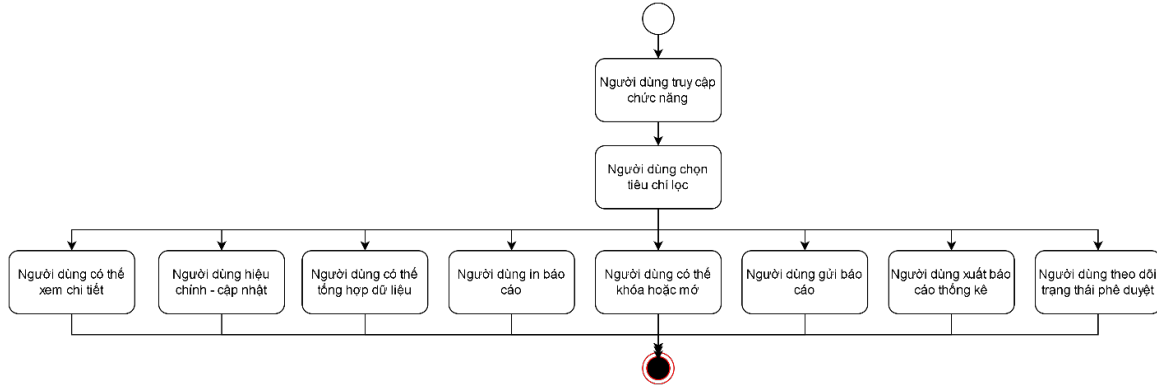 Người dùng truy cập
chức năng
Người dùng chọn
tiêu chí lọc
Người dùng có thể
xem chi tiết
Người dùng hiệu
chỉnh - cập nhật
Người dùng có thể
tổng hợp dữ liệu
Người dùng in báo
cáo
Người dùng có thể
khóa hoặc mở
Người dùng gửi báo
cáo
Người dùng xuất báo
cáo thống kê
Người dùng theo dõi
trạng thái phê duyệt